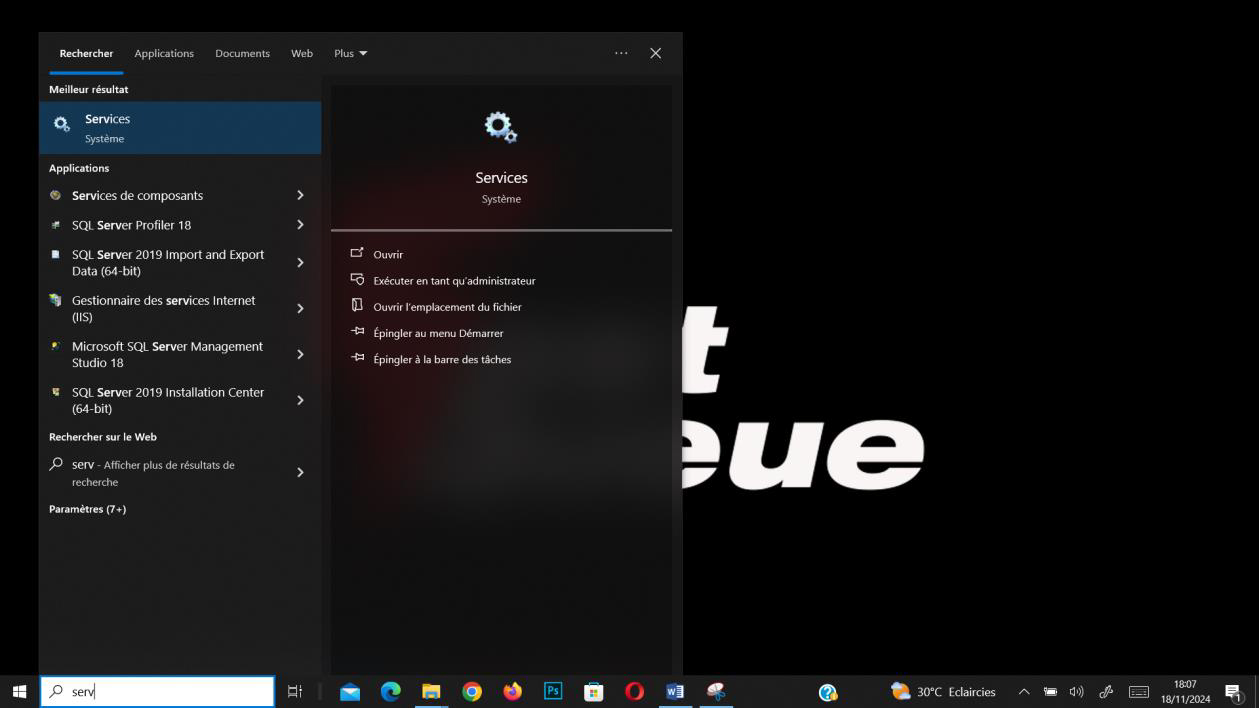 Rechercher Applications Documents Web Plus ...
Meilleur résultat
Services
Système
Applications
Services de composants
SQL Server Profiler 18
SQL Server 2019 Import and Export
Data (64-bit)
Gestionnaire des services Internet
(IIS)
Microsoft SQL Server Management
Studio 18
SQL Server 2019 Installation Center
(64-bit)
Rechercher sur le Web
serv - Afficher plus de résultats de
recherche
Paramètres (7+)
Services
Système
Ouvrir
Exécuter en tant qu'administrateur
Ouvrir l'emplacement du fichier
Épingler au menu Démarrer
Épingler à la barre des tâches
t
eue
serv
Ps
W
30°C Eclaircies
18:07
18/11/2024
1